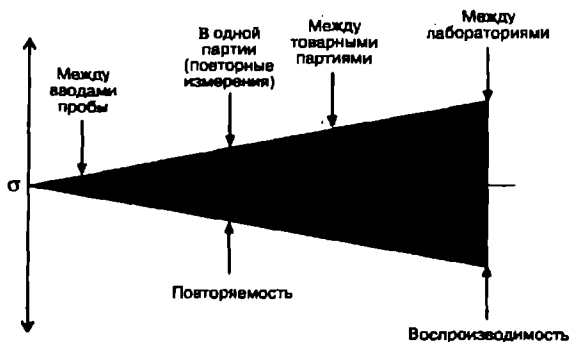 Между
вводами
пробы
В одной
партии
(повторные
измерения)
Между
товарными
партиями
Между
лабораториями
σ
Повторяемость
Воспроизводимость